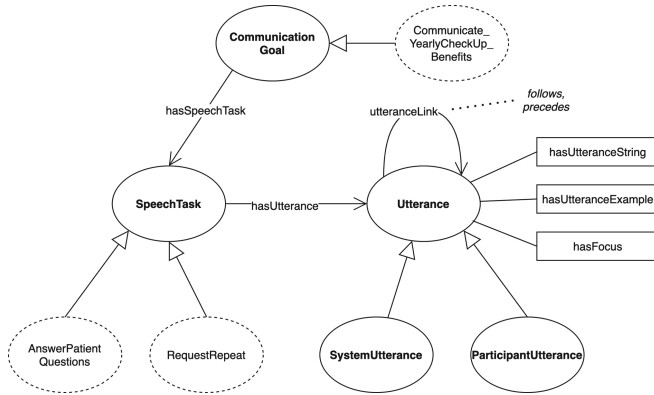 Communication
Goal
Communicate_
YearlyCheckUp_
Benefits
hasSpeechTask
utteranceLink
follows,
precedes
hasUtteranceString
SpeechTask
hasUtterance
Utterance
hasUtteranceExample
hasFocus
AnswerPatient
Questions
RequestRepeat
SystemUtterance
ParticipantUtterance